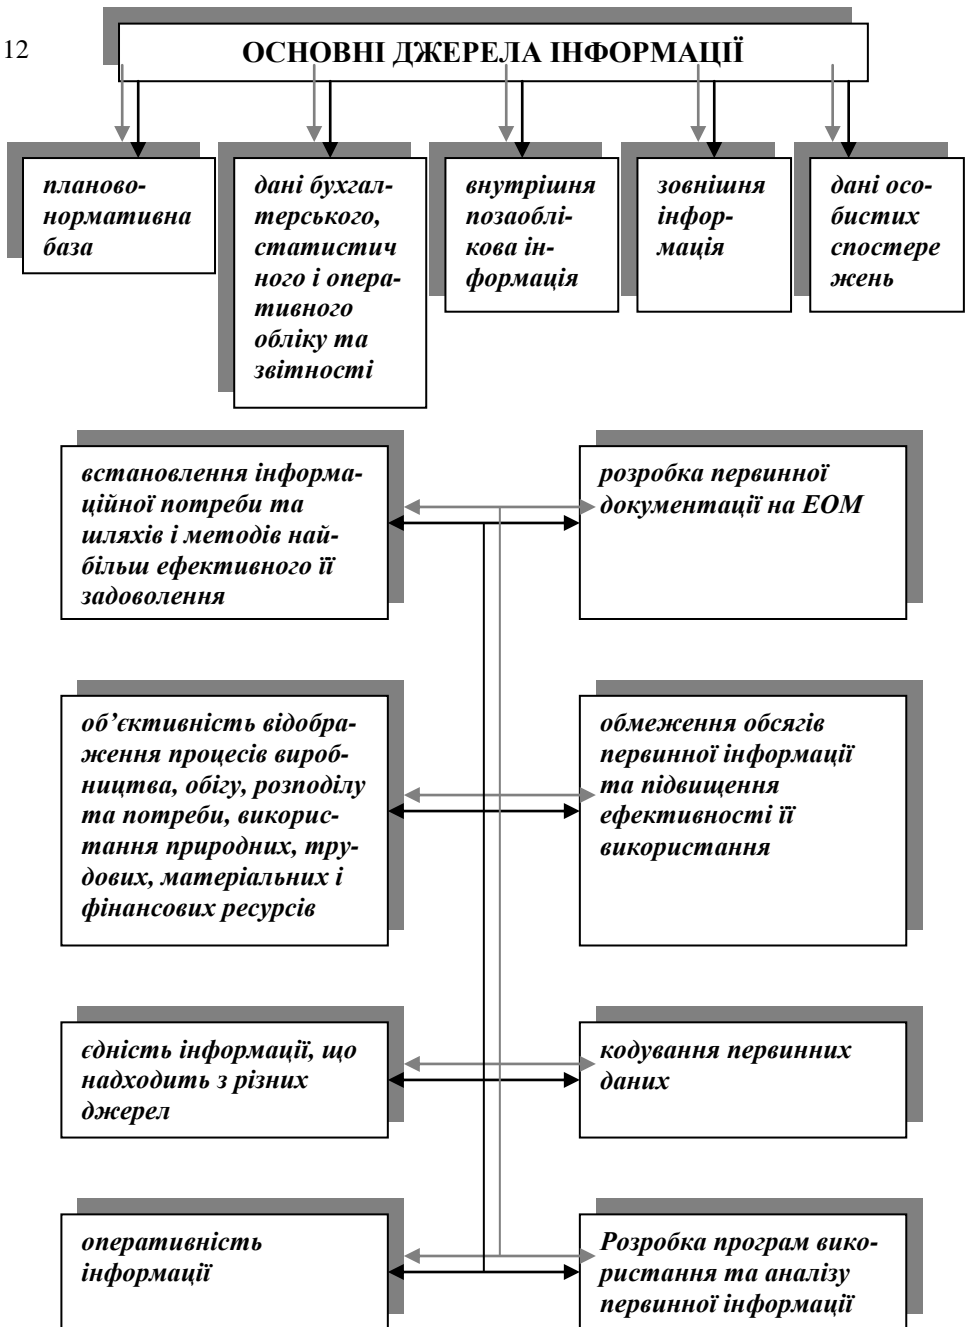 12
ОСНОВНІ ДЖЕРЕЛА ІНФОРМАЦІЇ
планово-
нормативна
база
дані бухгал-
терського,
статистич
ного і опера-
тивного
обліку та
звітності
внутрішня
позаоблі-
кова ін-
формація
зовнішня
інфор-
мація
дані осо-
бистих
спостере
жень
встановлення інформа-
ційної потреби та
шляхів і методів най-
більш ефективного її
задоволення
розробка первинної
документації на ЕОМ
об’єктивність відобра-
ження процесів вироб-
ництва, обігу, розподілу
та потреби, викорис-
тання природних, тру-
дових, матеріальних і
фінансових ресурсів
обмеження обсягів
первинної інформації
та підвищення
ефективності її
використання
єдність інформації, що
надходить з різних
джерел
кодування первинних
даних
оперативність
інформації
Розробка програм вико-
ристання та аналізу
первинної інформації